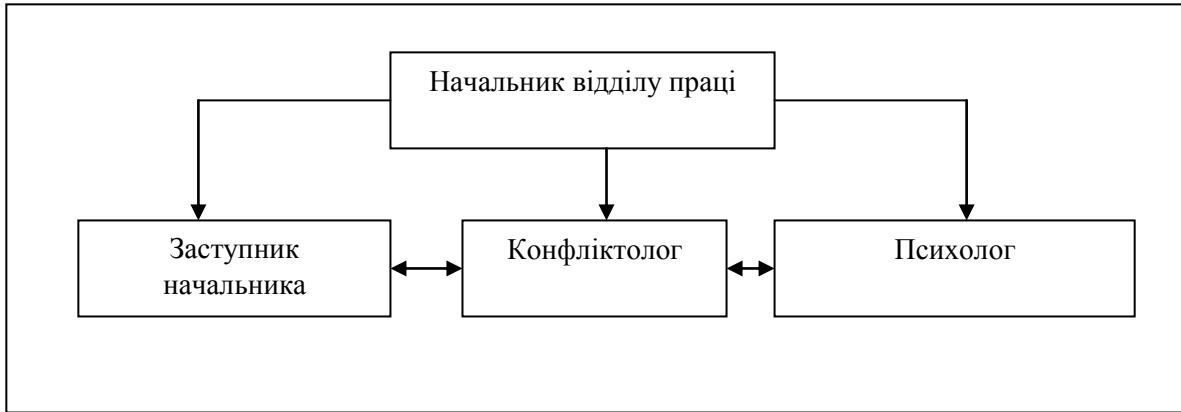 Начальник відділу праці
Заступник
начальника
Конфліктолог
Психолог